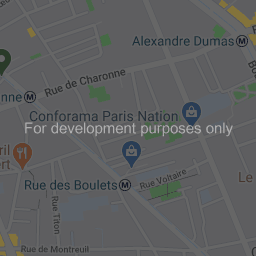 Alexandre Dumas
Rue de Charonne
nne
Conforama Paris Nation
For development purposes only
ril
ert
Le
Rue des Boulets
Rue Voltaire
Rue Titon
Rue de Montreuil